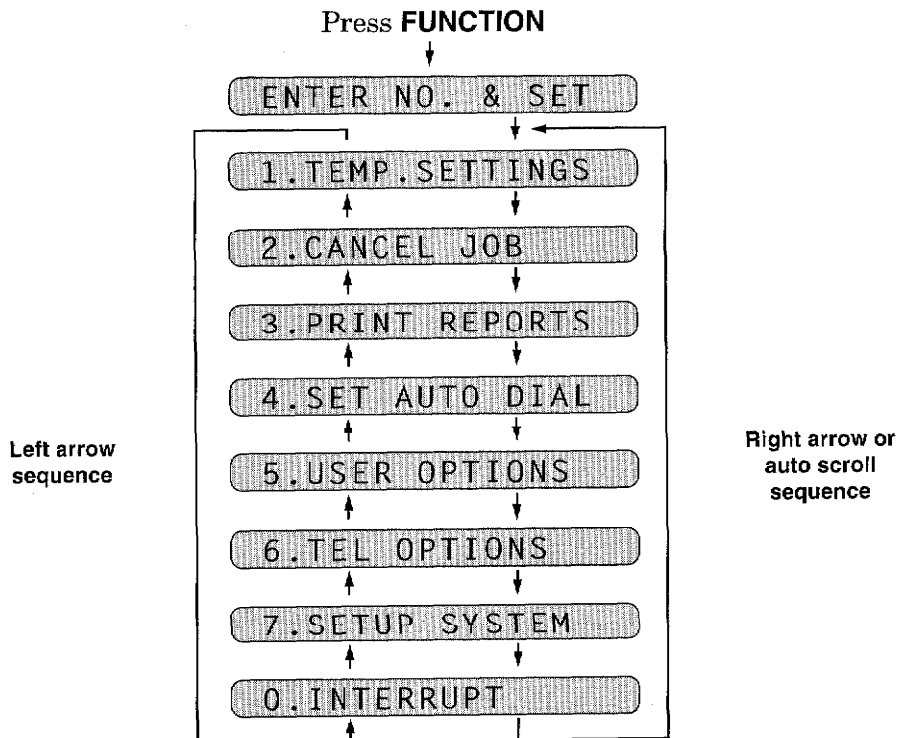 Press FUNCTION
ENTER NO. & SET
1.TEMP.SETTINGS
2.CANCEL JOB
3.PRINT REPORTS
4.SET AUTO DIAL
Left arrow
sequence
5.USER OPTIONS
Right arrow or
auto scroll
sequence
6.TEL OPTIONS
7.SETUP SYSTEM
0.INTERRUPT